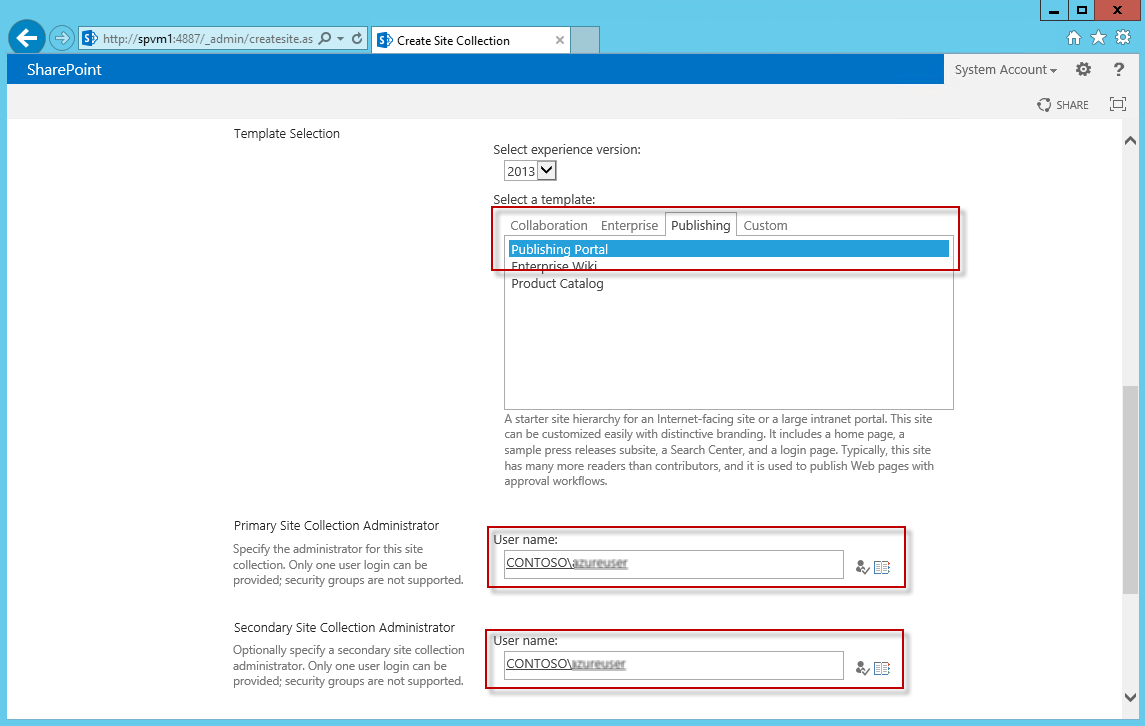 http://spvm1:4887/_admin/createsite.as
Create Site Collection
SharePoint
System Account
SHARE
Template Selection
Select experience version:
2013
Select a template:
Collaboration Enterprise Publishing Custom
Publishing Portal
Enterprise Wiki
Product Catalog
A starter site hierarchy for an Internet-facing site or a large intranet portal. This site
can be customized easily with distinctive branding. It includes a home page, a
sample press releases subsite, a Search Center, and a login page. Typically, this site
has many more readers than contributors, and it is used to publish Web pages with
approval workflows.
Primary Site Collection Administrator
Specify the administrator for this site
collection. Only one user login can be
provided; security groups are not supported.
User name:
CONTOSO\azureuser
Secondary Site Collection Administrator
Optionally specify a secondary site collection
administrator. Only one user login can be
provided; security groups are not supported.
User name:
CONTOSO\azureuser